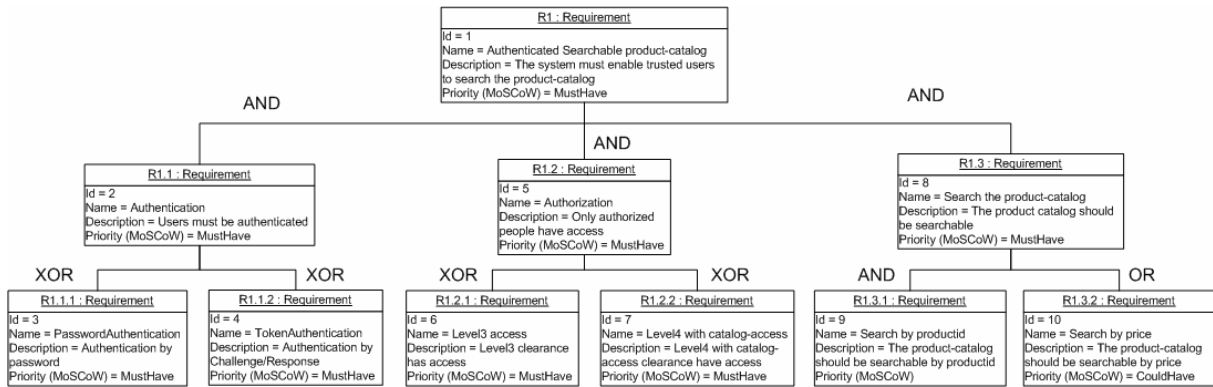 R1 : Requirement
Id = 1
Name = Authenticated Searchable product-catalog
Description = The system must enable trusted users
to search the product-catalog
Priority (MoSCoW) = MustHave
AND
AND
AND
R1.1 : Requirement
Id = 2
Name = Authentication
Description = Users must be authenticated
Priority (MoSCoW) = MustHave
R1.2 : Requirement
Id = 5
Name = Authorization
Description = Only authorized
people have access
Priority (MoSCoW) = MustHave
R1.3 : Requirement
Id = 8
Name = Search the product-catalog
Description = The product catalog should
be searchable
Priority (MoSCoW) = MustHave
XOR
XOR
XOR
XOR
AND
OR
R1.1.1 : Requirement
Id = 3
Name = PasswordAuthentication
Description = Authentication by
password
Priority (MoSCoW) = MustHave
R1.1.2 : Requirement
Id = 4
Name = TokenAuthentication
Description = Authentication by
Challenge/Response
Priority (MoSCoW) = MustHave
R1.2.1 : Requirement
Id = 6
Name = Level3 access
Description = Level3 clearance
has access
Priority (MoSCoW) = MustHave
R1.2.2 : Requirement
Id = 7
Name = Level4 with catalog-access
Description = Level4 with catalog-
access clearance have access
Priority (MoSCoW) = MustHave
R1.3.1 : Requirement
Id = 9
Name = Search by productid
Description = The product-catalog
should be searchable by productid
Priority (MoSCoW)
R1.3.2 : Requirement
Id = 10
Name = Search by price
Description = The product-catalog
should be searchable by price
Priority (MoSCoW) = CouldHave